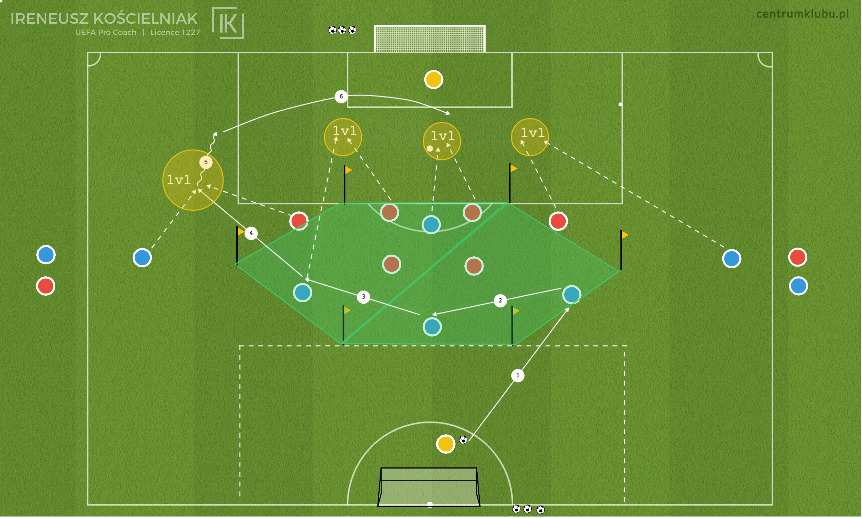 IRENEUSZ KOŚCIELNIAK
UEFA Pro Coach | Licence 1227
IK
centrumklubu.pl
6
1v1
1v1
1v1
5
1v1
4
3
2
1